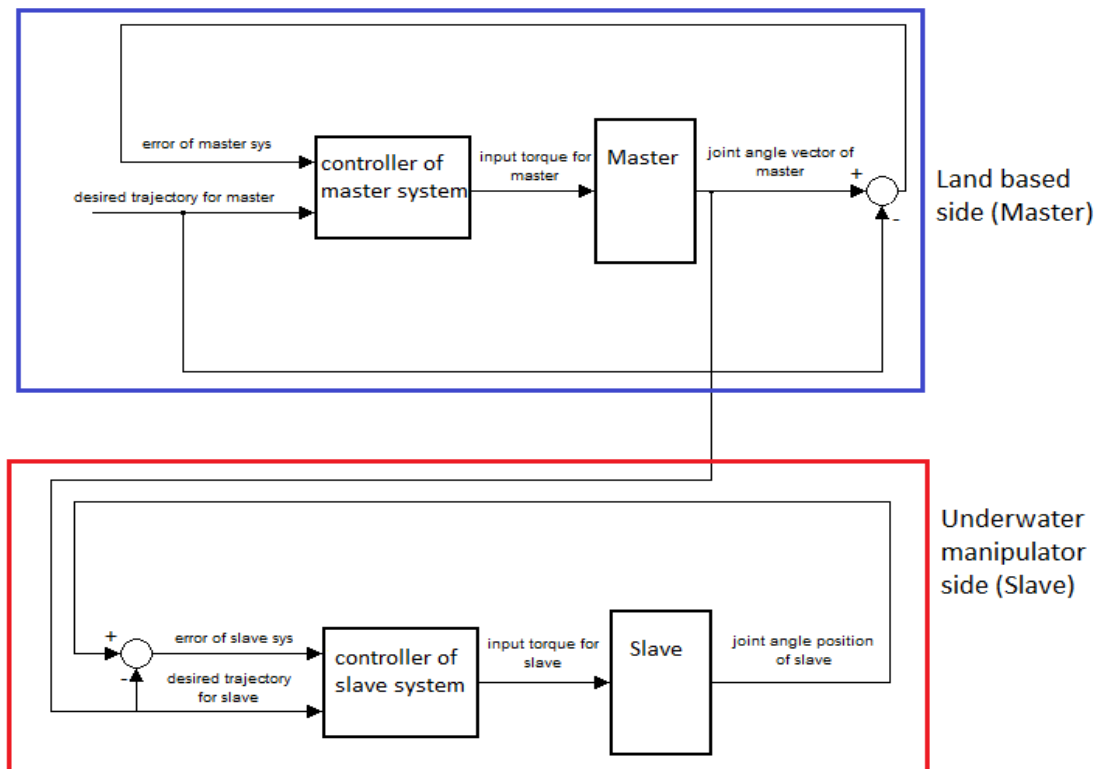 error of master sys
controller of
master system
input torque for
master
Master
joint angle vector of
master
+
-
desired trajectory for master
Land based
side (Master)
Underwater
manipulator
side (Slave)
+
-
error of slave sys
desired trajectory
for slave
controller of
slave system
input torque for
slave
Slave
joint angle position
of slave